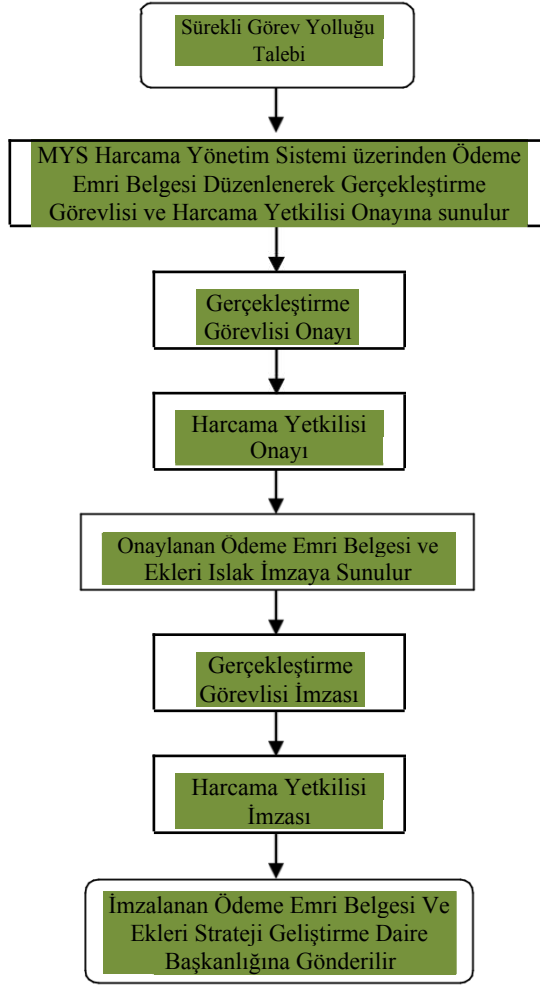 Sürekli Görev Yolluğu
Talebi
MYS Harcama Yönetim Sistemi üzerinden Ödeme
Emri Belgesi Düzenlenerek Gerçekleştirme
Görevlisi ve Harcama Yetkilisi Onayına sunulur
Gerçekleştirme
Görevlisi Onayı
Harcama Yetkilisi
Onayı
Onaylanan Ödeme Emri Belgesi ve
Ekleri Islak İmzaya Sunulur
Gerçekleştirme
Görevlisi İmzası
Harcama Yetkilisi
İmzası
İmzalanan Ödeme Emri Belgesi Ve
Ekleri Strateji Geliştirme Daire
Başkanlığına Gönderilir